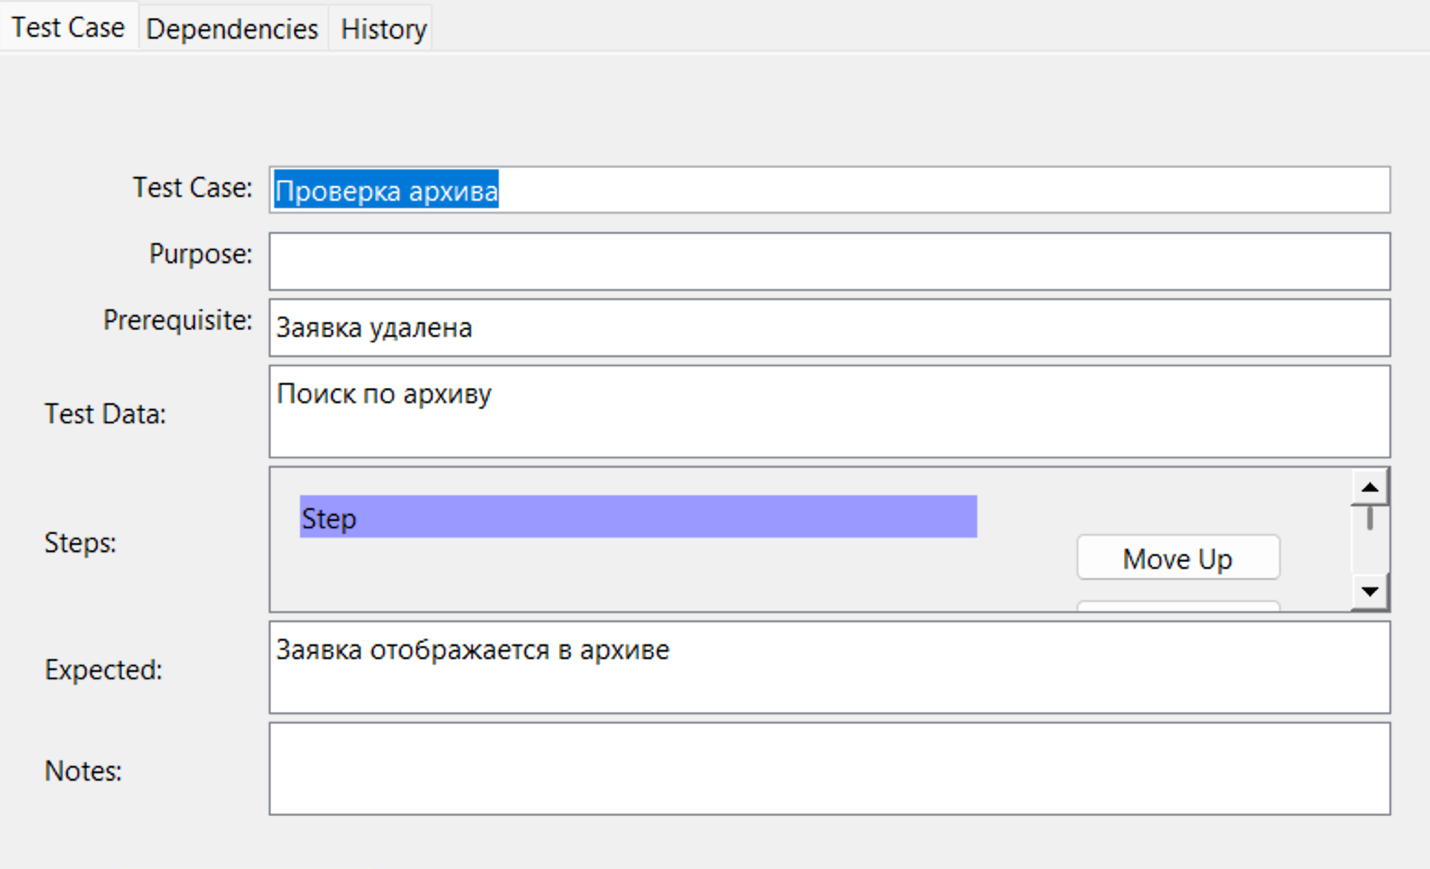 Test Case Dependencies History
Test Case: Проверка архива
Purpose:
Prerequisite: Заявка удалена
Test Data: Поиск по архиву
Steps: Step
Move Up
Expected: Заявка отображается в архиве
Notes: